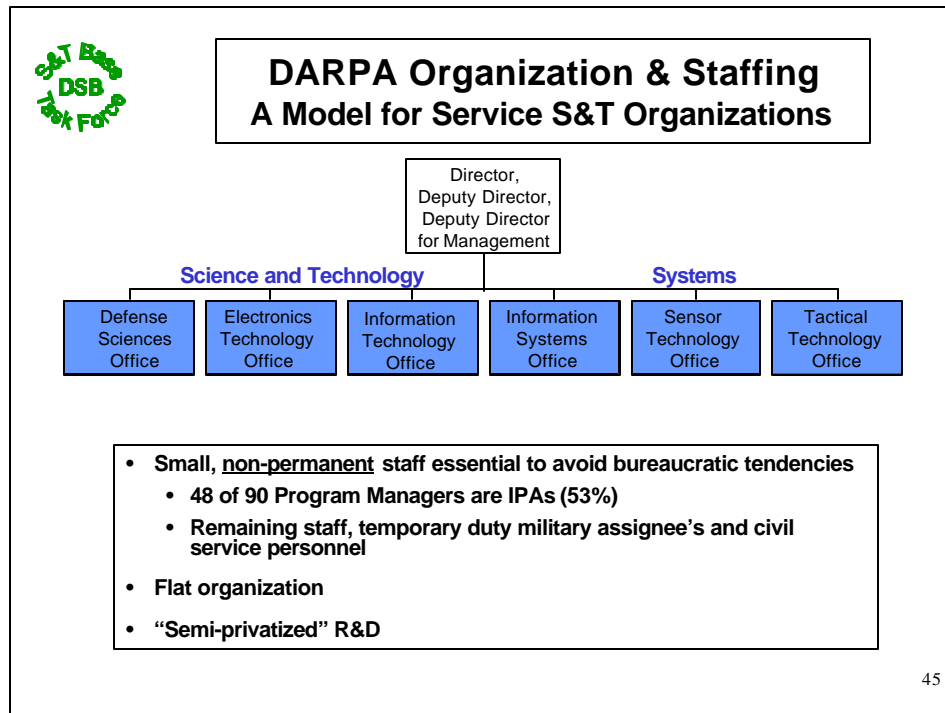 S&T Base
DSB
Task Force
DARPA Organization & Staffing
A Model for Service S&T Organizations
Director,
Deputy Director,
Deputy Director
for Management
Science and Technology
Systems
Defense
Sciences
Office
Electronics
Technology
Office
Information
Technology
Office
Information
Systems
Office
Sensor
Technology
Office
Tactical
Technology
Office
• Small, non-permanent staff essential to avoid bureaucratic tendencies
• 48 of 90 Program Managers are IPAs (53%)
• Remaining staff, temporary duty military assignee's and civil
service personnel
• Flat organization
• “Semi-privatized” R&D
45